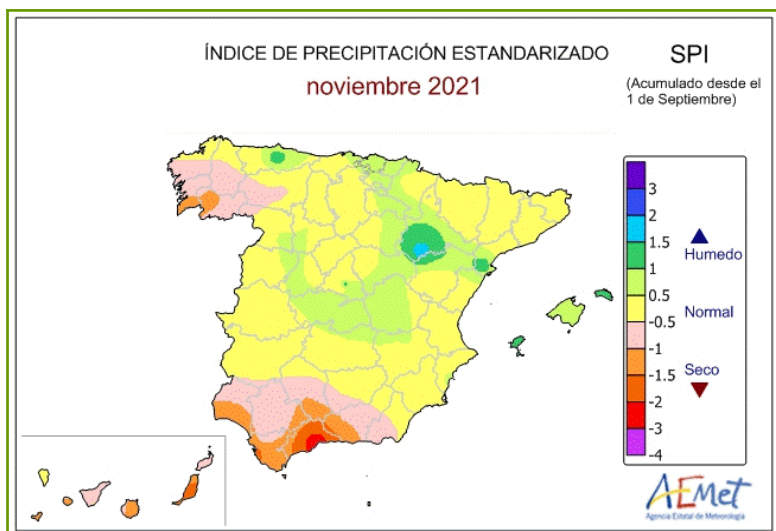 ÍNDICE DE PRECIPITACIÓN ESTANDARIZADO
noviembre 2021
SPI
(Acumulado desde el
1 de Septiembre)
3
2
1.5
1
0.5
-0.5
-1
-1.5
-2
-3
-4
Humedo
Normal
Seco
AEMet
Agencia Estatal de Meteorología